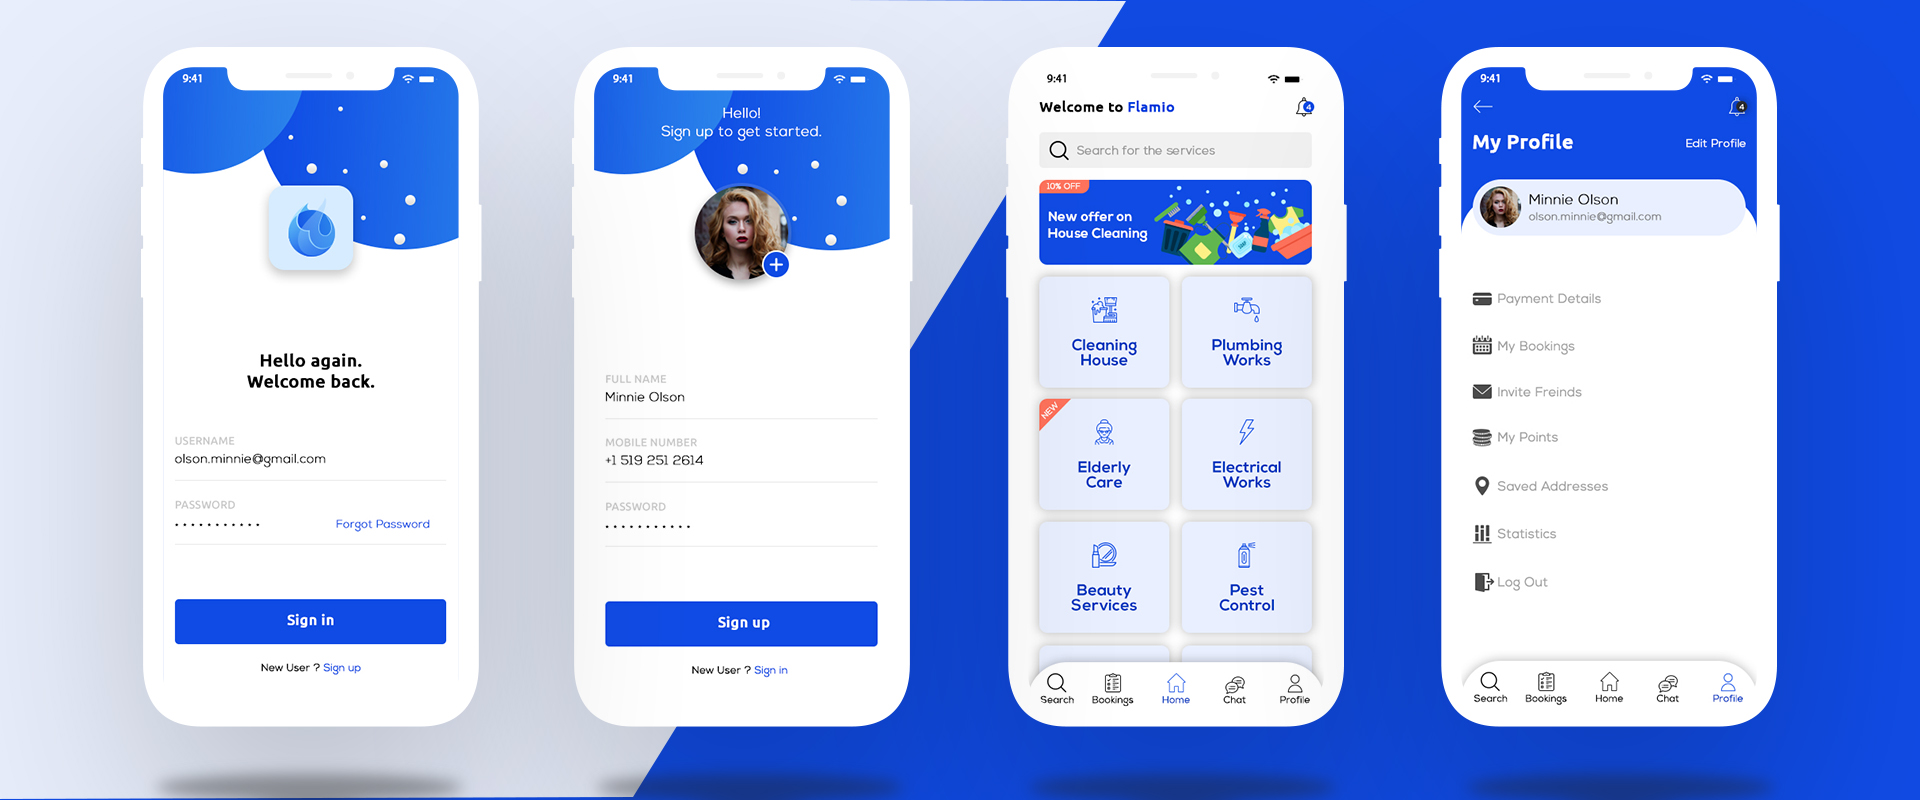 9:41
Hello again.
Welcome back.
USERNAME
olson.minnie@gmail.com
PASSWORD
Forgot Password
Sign in
New User ? Sign up
9:41
Hello!
Sign up to get started.
FULL NAME
Minnie Olson
MOBILE NUMBER
+1 519 251 2614
PASSWORD
Sign up
New User ? Sign in
9:41
Welcome to Flamio
4
Search for the services
10% OFF
New offer on
House Cleaning
Cleaning
House
Plumbing
Works
NEW
Elderly
Care
Electrical
Works
Beauty
Services
Pest
Control
Search
Bookings
Home
Chat
Profile
9:41
4
My Profile
Edit Profile
Minnie Olson
olson.minnie@gmail.com
Payment Details
My Bookings
Invite Freinds
My Points
Saved Addresses
Statistics
Log Out
Search
Bookings
Home
Chat
Profile